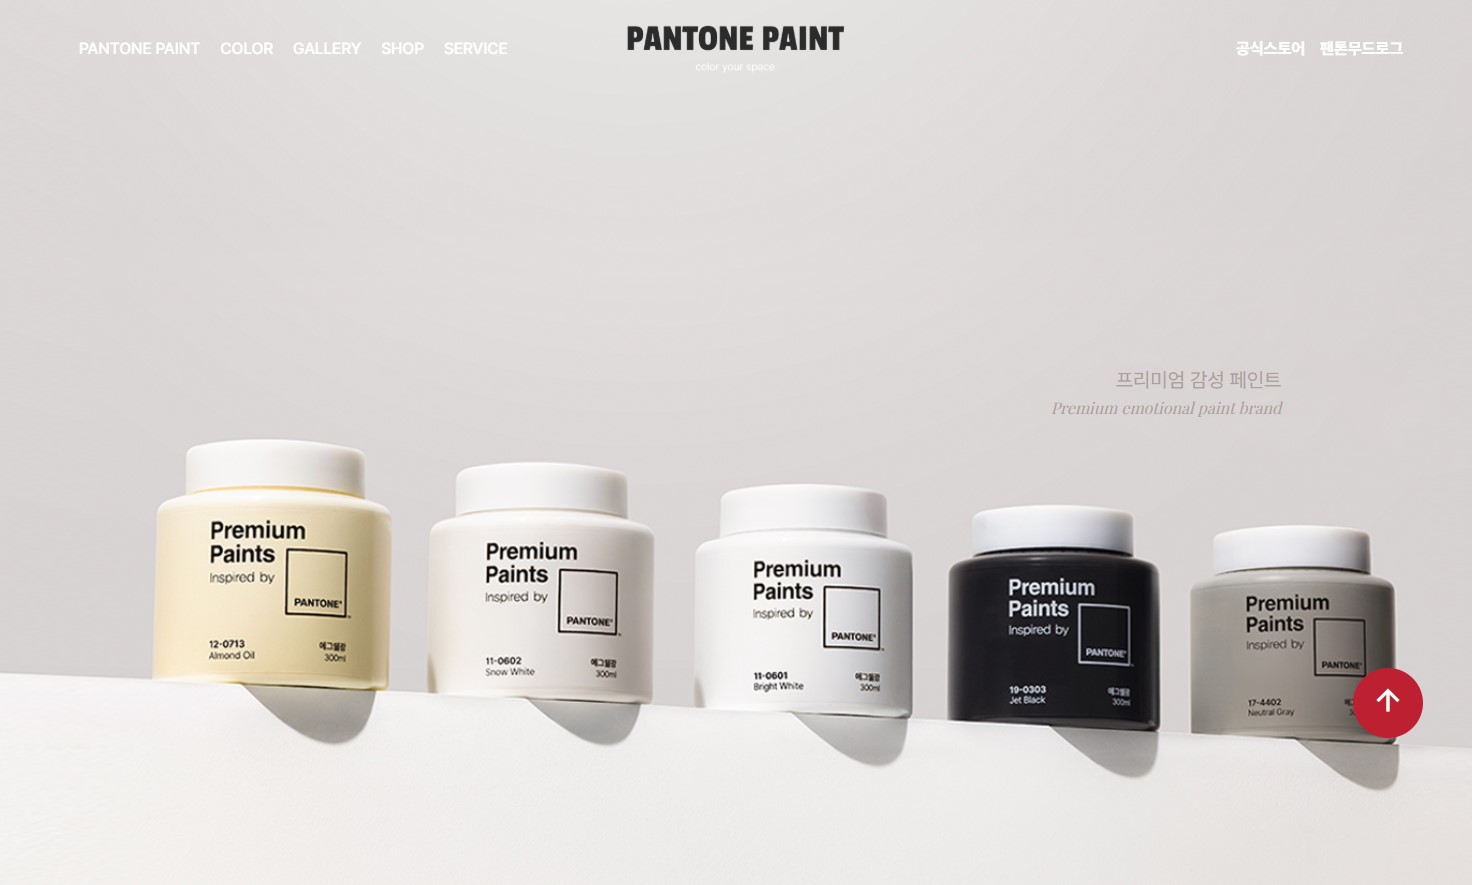 PANTONE PAINT COLOR GALLERY SHOP SERVICE
PANTONE PAINT
color your space
공식스토어 팬톤무드로그
프리미엄 감성 페인트
Premium emotional paint brand
Premium
Paints
Inspired by
PANTONE®
12-0713
Almond Oil
에그쉘광
300ml
Premium
Paints
Inspired by
PANTONE®
11-0602
Snow White
에그쉘광
300ml
Premium
Paints
Inspired by
PANTONE®
11-0601
Bright White
에그쉘광
300ml
Premium
Paints
Inspired by
PANTONE®
19-0303
Jet Black
에그쉘광
300ml
Premium
Paints
Inspired by
PANTONE®
17-4402
Neutral Gray